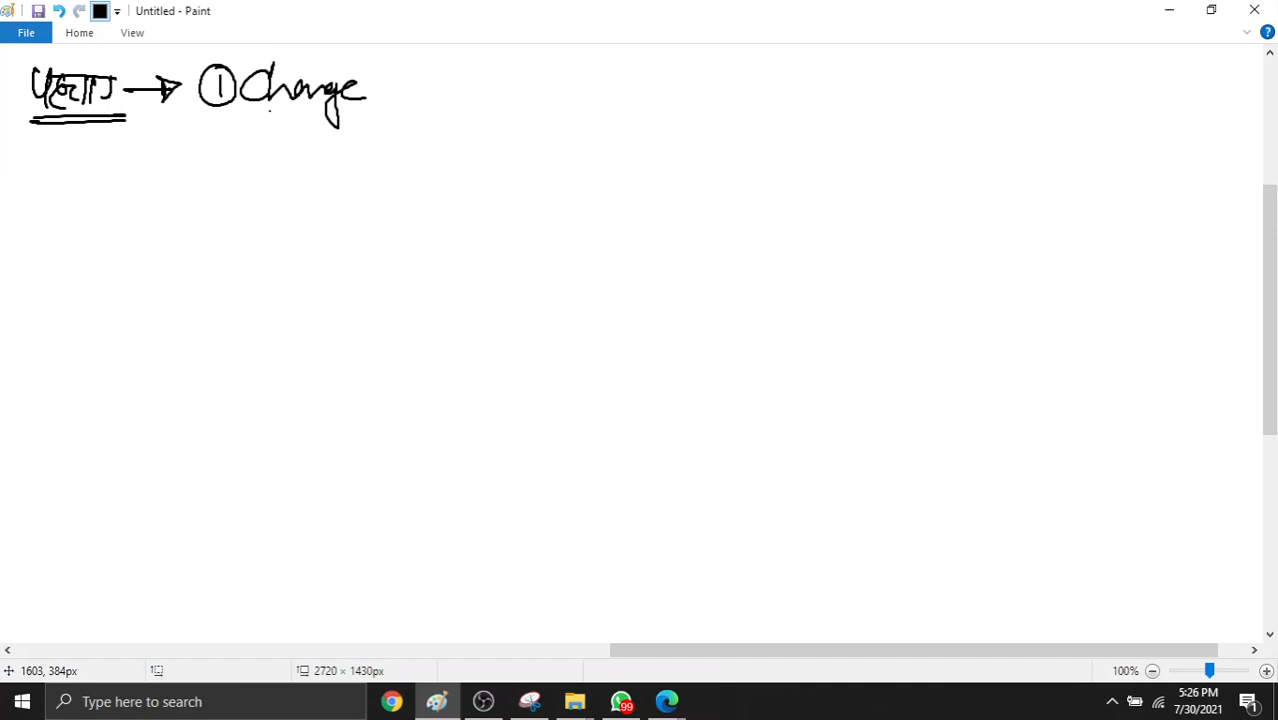 Untitled - Paint
File Home View
→ ① Change
1603, 384px
2720 × 1430px
100%
Type here to search
99
5:26 PM
7/30/2021
1